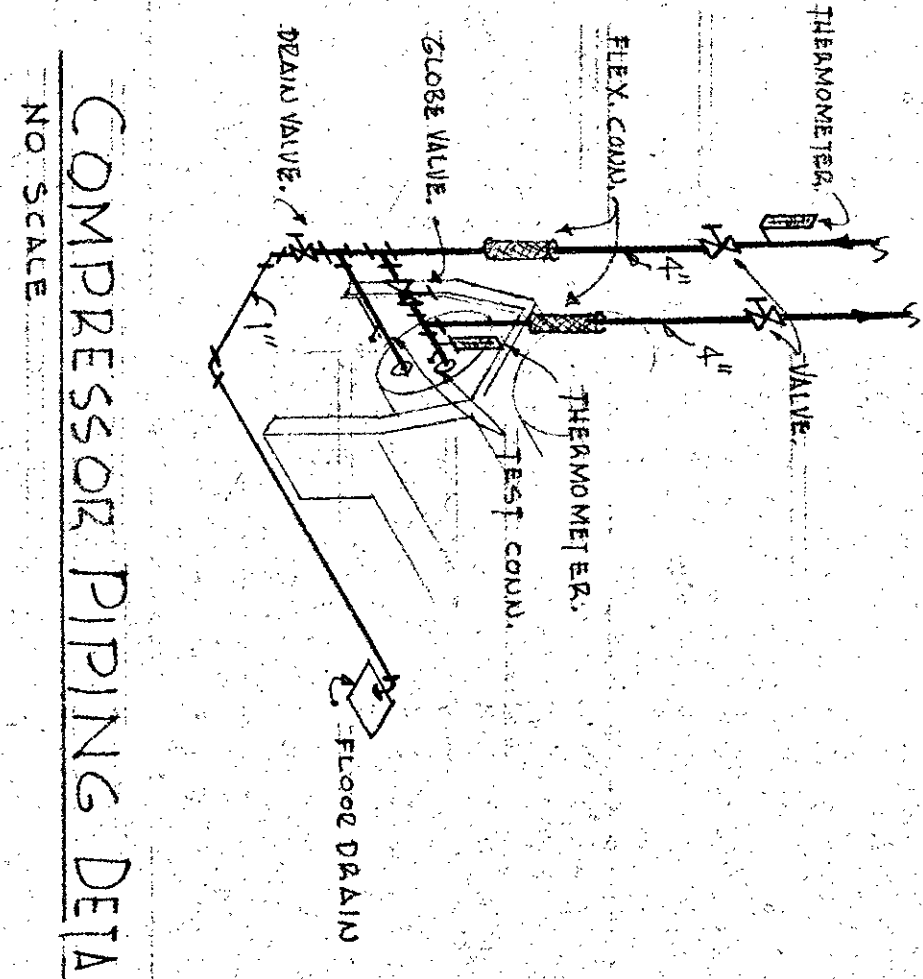 THERMOMETER.
FLEX. CONN.
GLOBE VALVE.
DRAIN VALVE.
4"
4"
VALVE.
1"
THERMOMETER.
TEST CONN.
FLOOR DRAIN
COMPRESSOR PIPING DETA
NO SCALE